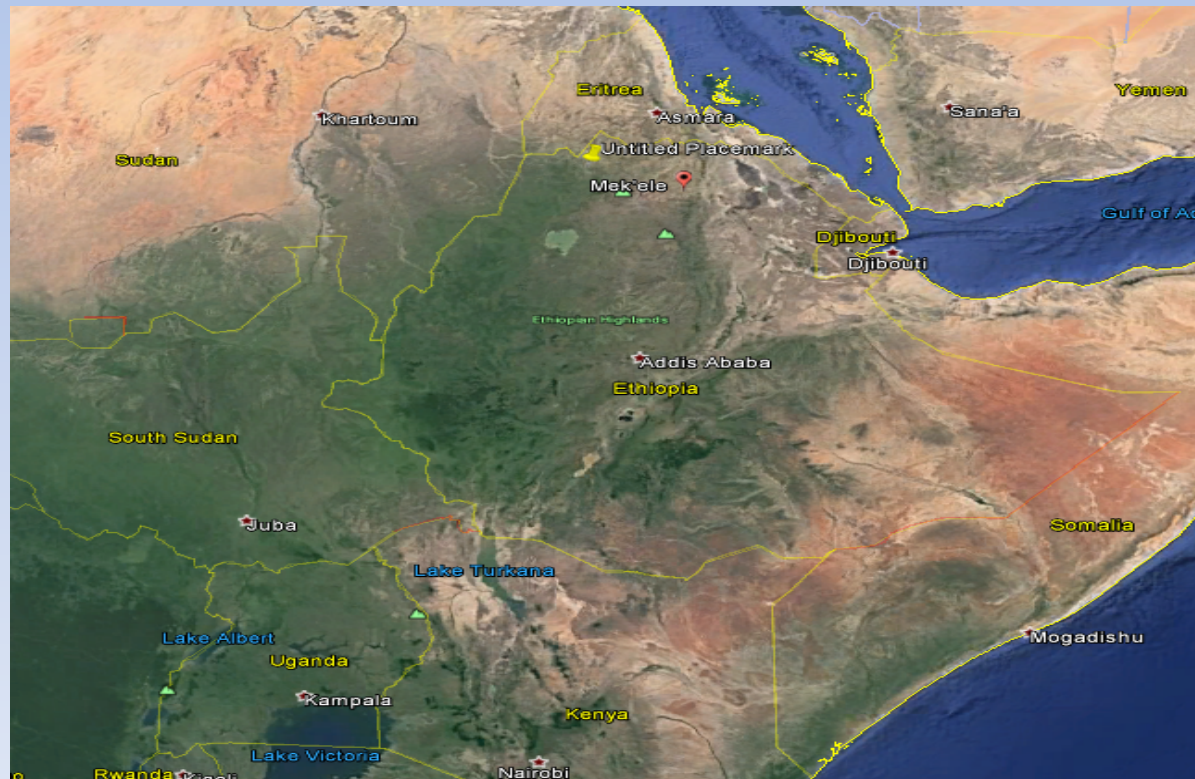 Eritrea
Yemen
Asmara
Sana'a
Khartoum
Untitled Placemark
Sudan
Mek'ele
Gulf of Ad
Djibouti
Djibouti
Ethiopian Highlands
Addis Ababa
Ethiopia
South Sudan
Juba
Somalia
Lake Turkana
Lake Albert
Mogadishu
Uganda
Kampala
Kenya
Lake Victoria
Nairobi
Rwanda
Kigali